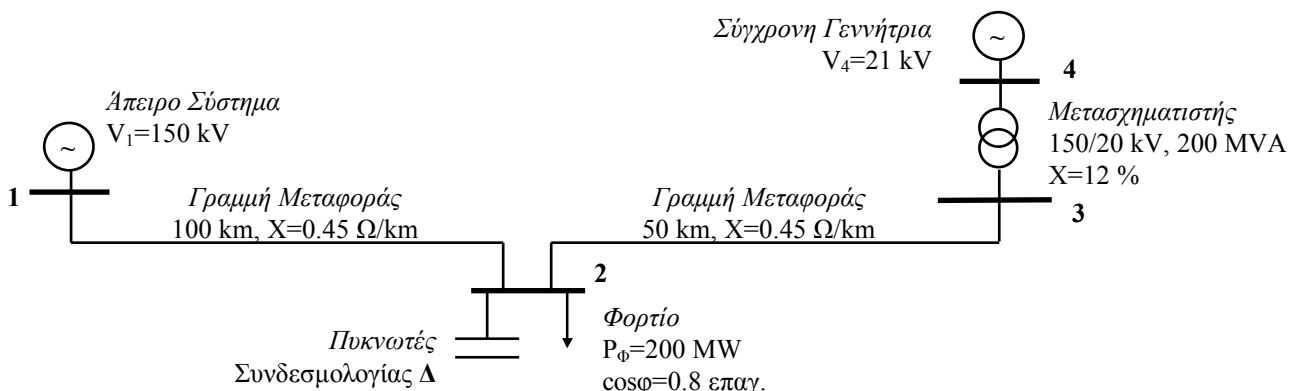 Σύγχρονη Γεννήτρια
V₄=21 kV
~
4
Άπειρο Σύστημα
V₁=150 kV
~
1
Μετασχηματιστής
150/20 kV, 200 MVA
X=12 %
3
Γραμμή Μεταφοράς
100 km, X=0.45 Ω/km
Γραμμή Μεταφοράς
50 km, X=0.45 Ω/km
2
Πυκνωτές
Συνδεσμολογίας Δ
Φορτίο
P_Φ=200 MW
cosφ=0.8 επαγ.